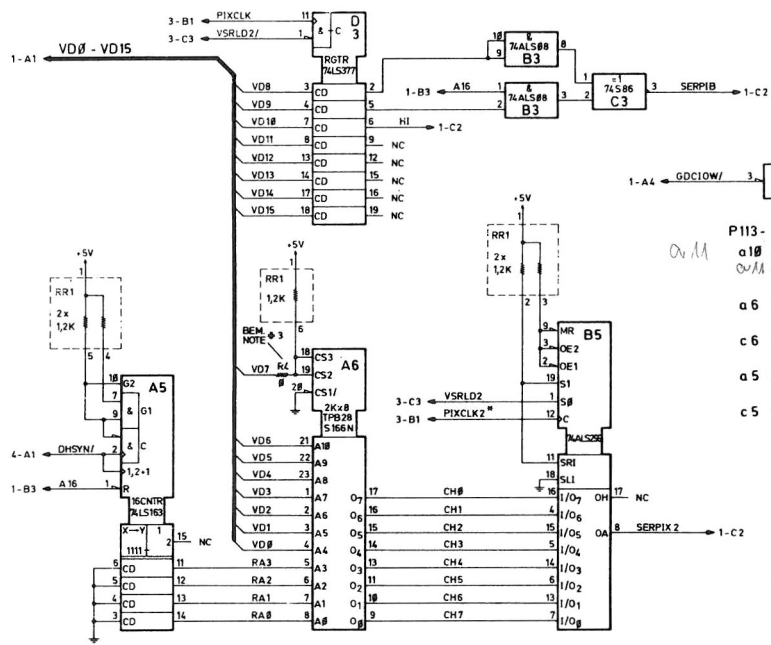 3-B1 PIXCLK 11
3-C3 VSRLD2/ 1
& C
D
3
RGTR
74LS377
1-A1 VDØ - VD15
VD8 3 CD 2
VD9 4 CD 5
VD1Ø 7 CD 6 HI 1-C2
VD11 8 CD 9 NC
VD12 13 CD 12 NC
VD13 14 CD 15 NC
VD14 17 CD 16 NC
VD15 18 CD 19 NC
1Ø
9
&
74ALSØ8
B3
8
1-B3 A16 1
2
&
74ALSØ8
B3
3
1
2
=1
74S86
C3
3 SERPIB 1-C2
1-A4 GDCIOW/ 3
P113-
a1Ø
a11
a11
a6
c6
a5
c5
+5V
1
RR1
2x
1,2K
5 4
+5V
1
RR1
1,2K
6
+5V
1
RR1
2x
1,2K
2 3
BEM.
NOTE 3
VD7 R4
Ø
18 CS3
19 CS2
2Ø CS1/
A6
2Kx8
TPB28
S166N
VD6 21 A1Ø
VD5 22 A9
VD4 23 A8
VD3 1 A7
VD2 2 A6
VD1 3 A5
VDØ 4 A4
RA3 5 A3
RA2 6 A2
RA1 7 A1
RAØ 8 AØ
1Ø G2
7
9
& G1
& C
4-A1 DHSYN/ 2
1,2+1
1-B3 A16 1 R
A5
16CNTR
74LS163
X→Y 1
1111
2 15 NC
6 CD 11
5 CD 12
4 CD 13
3 CD 14
9 MR
3 OE2
2 OE1
19 S1
3-C3 VSRLD2 1 SØ
3-B1 PIXCLK2* 12 C
B5
74ALS299
11 SRI
18 SLI
O7 17 CHØ 16 I/O7 OH 17 NC
O6 16 CH1 4 I/O6
O5 15 CH2 15 I/O5 OA 8 SERPIX2 1-C2
O4 14 CH3 5 I/O4
O3 13 CH4 14 I/O3
O2 11 CH5 6 I/O2
O1 1Ø CH6 13 I/O1
OØ 9 CH7 7 I/OØ